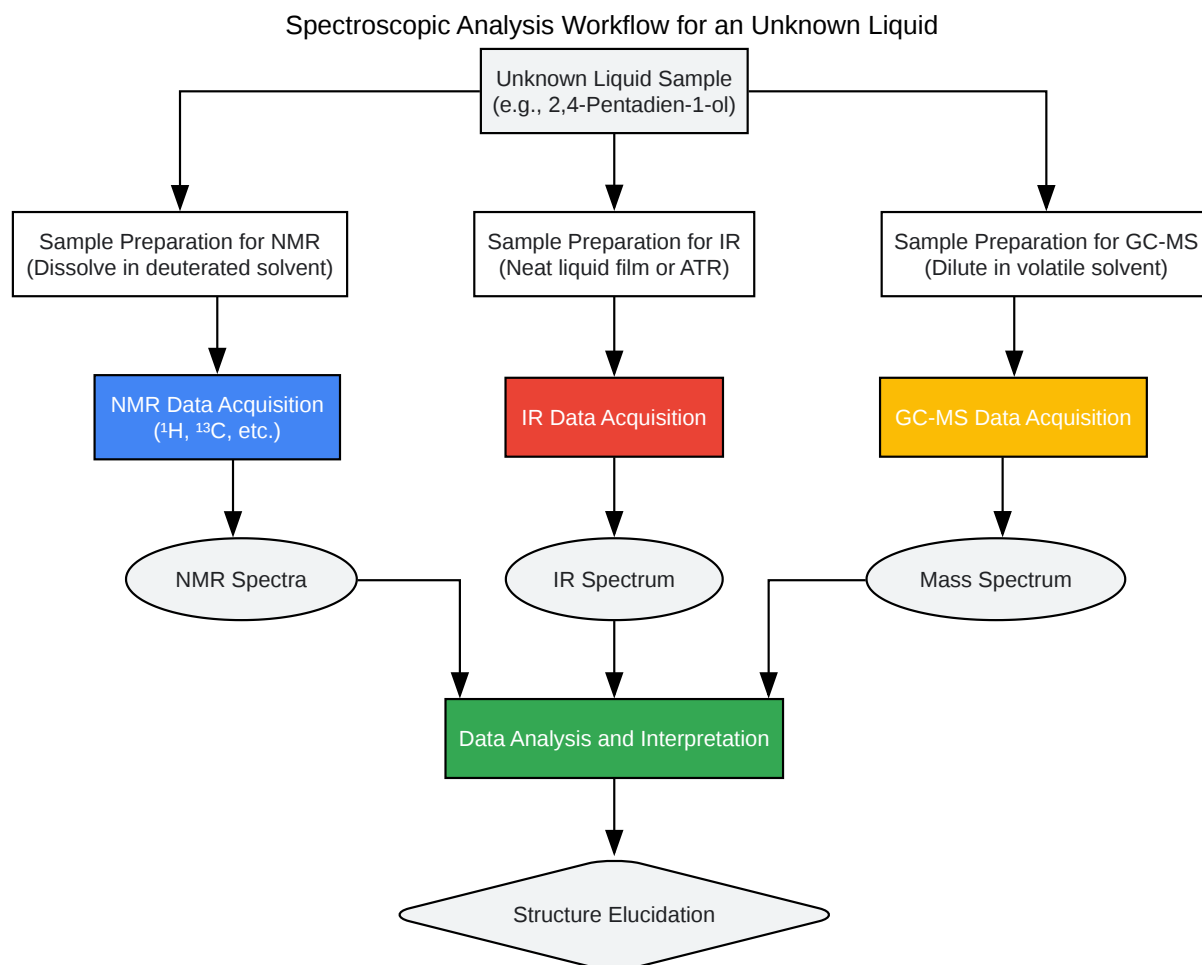 Spectroscopic Analysis Workflow for an Unknown Liquid
Unknown Liquid Sample
(e.g., 2,4-Pentadien-1-ol)
Sample Preparation for NMR
(Dissolve in deuterated solvent)
Sample Preparation for IR
(Neat liquid film or ATR)
Sample Preparation for GC-MS
(Dilute in volatile solvent)
NMR Data Acquisition
(¹H, ¹³C, etc.)
IR Data Acquisition
GC-MS Data Acquisition
NMR Spectra
IR Spectrum
Mass Spectrum
Data Analysis and Interpretation
Structure Elucidation